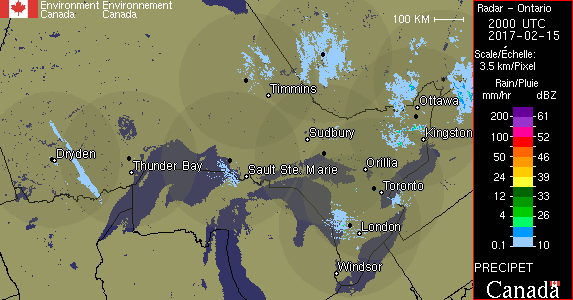 Environment Environnement
Canada Canada
100 KM
Timmins
Ottawa
Sudbury
Kingston
Dryden
Thunder Bay
Sault Ste. Marie
Orillia
Toronto
London
Windsor
Radar - Ontario
2000 UTC
2017-02-15
Scale/Échelle:
3.5 km/Pixel
Rain/Pluie
mm/hr dBZ
200 61
100 52
50 46
24 39
12 33
4 26
0.1 10
PRECIPET
Canada